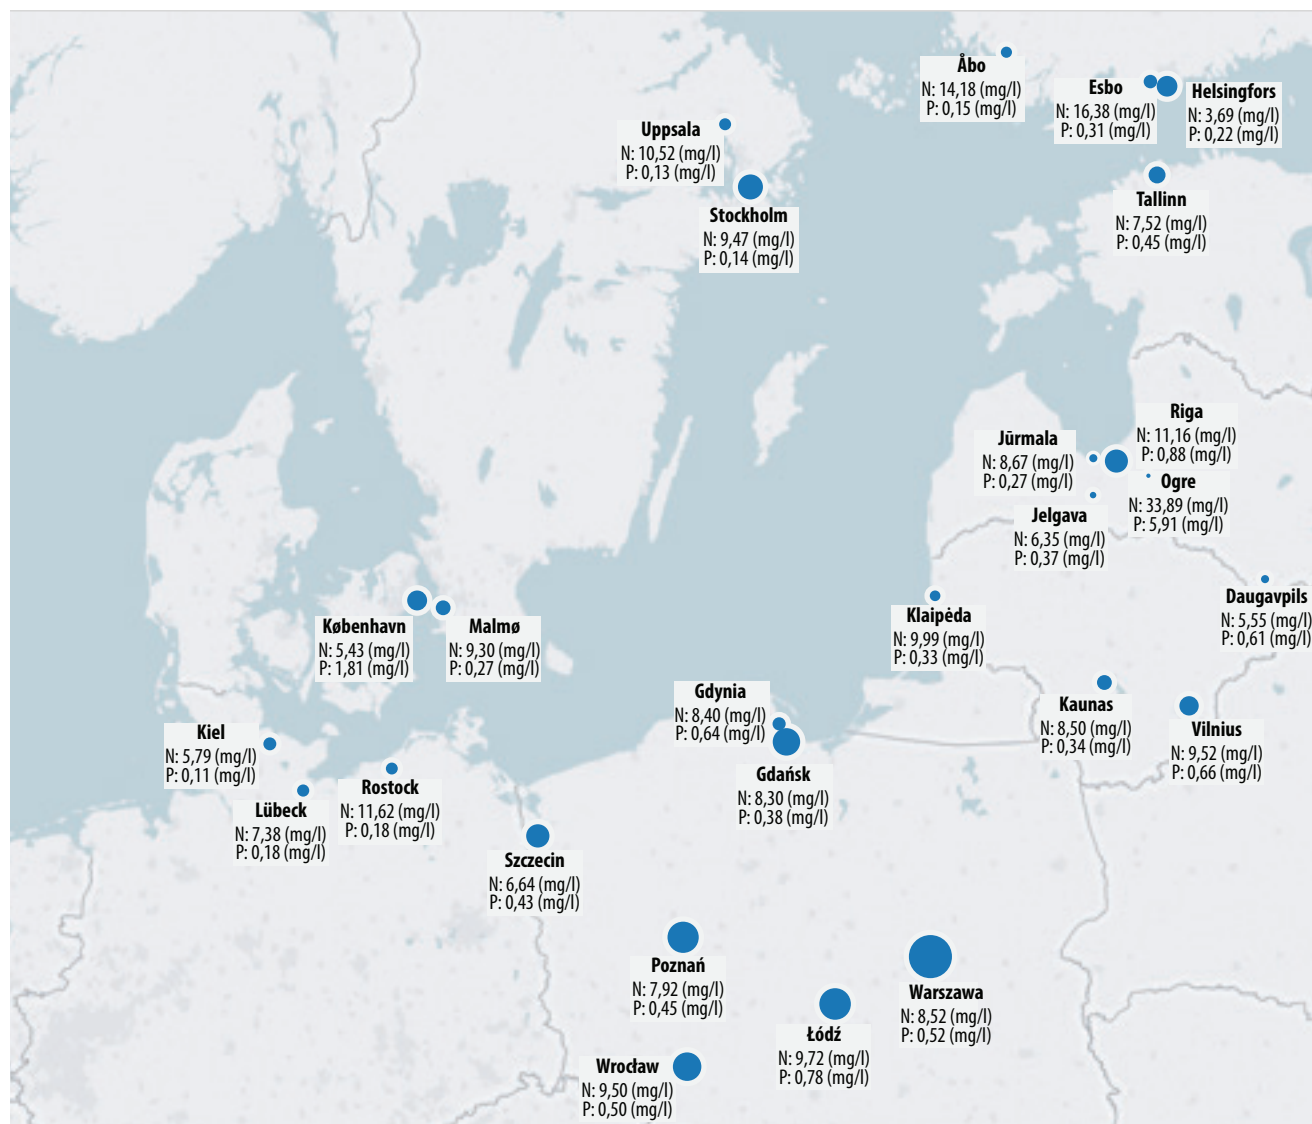 Åbo
N: 14,18 (mg/l)
P: 0,15 (mg/l)
Esbo
N: 16,38 (mg/l)
P: 0,31 (mg/l)
Helsingfors
N: 3,69 (mg/l)
P: 0,22 (mg/l)
Uppsala
N: 10,52 (mg/l)
P: 0,13 (mg/l)
Stockholm
N: 9,47 (mg/l)
P: 0,14 (mg/l)
Tallinn
N: 7,52 (mg/l)
P: 0,45 (mg/l)
Riga
N: 11,16 (mg/l)
P: 0,88 (mg/l)
Jūrmala
N: 8,67 (mg/l)
P: 0,27 (mg/l)
Ogre
N: 33,89 (mg/l)
P: 5,91 (mg/l)
Jelgava
N: 6,35 (mg/l)
P: 0,37 (mg/l)
Daugavpils
N: 5,55 (mg/l)
P: 0,61 (mg/l)
Klaipėda
N: 9,99 (mg/l)
P: 0,33 (mg/l)
København
N: 5,43 (mg/l)
P: 1,81 (mg/l)
Malmø
N: 9,30 (mg/l)
P: 0,27 (mg/l)
Gdynia
N: 8,40 (mg/l)
P: 0,64 (mg/l)
Kaunas
N: 8,50 (mg/l)
P: 0,34 (mg/l)
Vilnius
N: 9,52 (mg/l)
P: 0,66 (mg/l)
Kiel
N: 5,79 (mg/l)
P: 0,11 (mg/l)
Gdańsk
N: 8,30 (mg/l)
P: 0,38 (mg/l)
Rostock
N: 11,62 (mg/l)
P: 0,18 (mg/l)
Lübeck
N: 7,38 (mg/l)
P: 0,18 (mg/l)
Szczecin
N: 6,64 (mg/l)
P: 0,43 (mg/l)
Poznań
N: 7,92 (mg/l)
P: 0,45 (mg/l)
Warszawa
N: 8,52 (mg/l)
P: 0,52 (mg/l)
Łódź
N: 9,72 (mg/l)
P: 0,78 (mg/l)
Wrocław
N: 9,50 (mg/l)
P: 0,50 (mg/l)